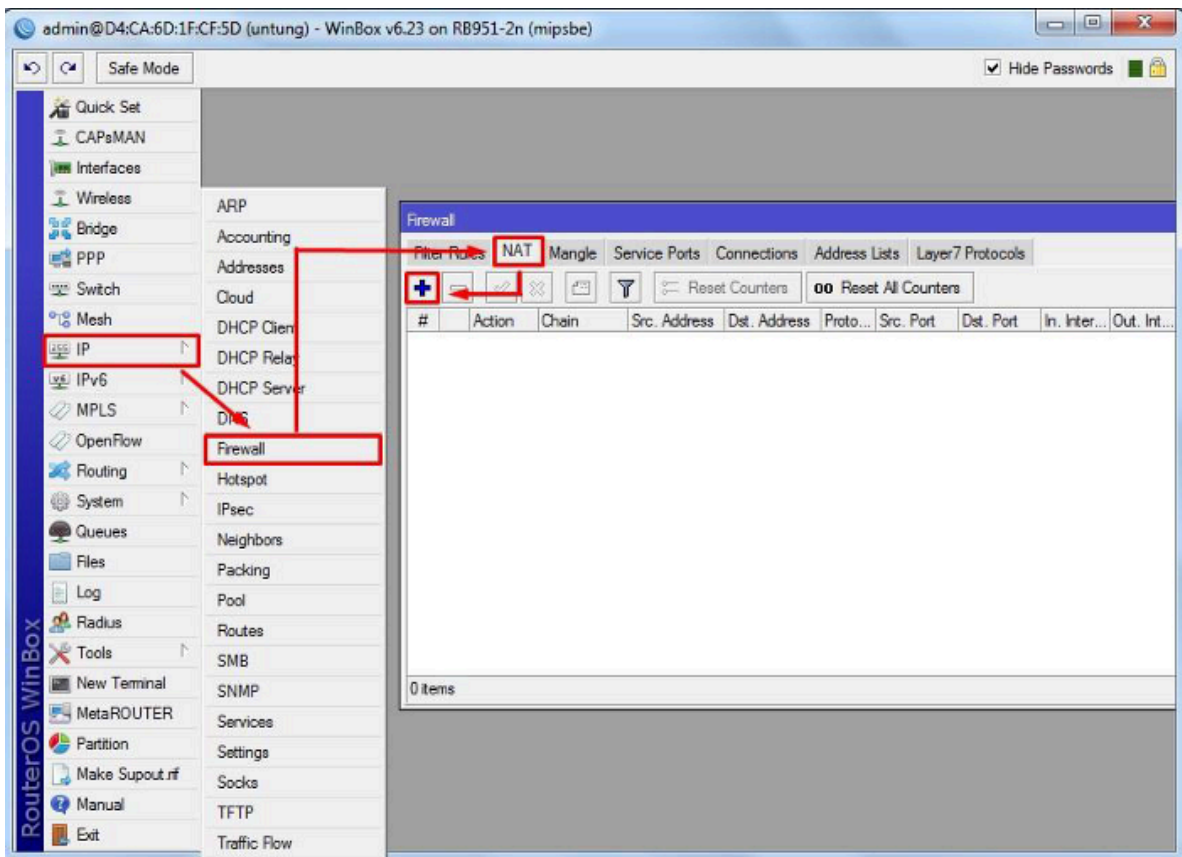 admin@D4:CA:6D:1F:CF:5D (untung) - WinBox v6.23 on RB951-2n (mipsbe)
Safe Mode
Hide Passwords
Quick Set
CAPsMAN
Interfaces
Wireless
Bridge
PPP
Switch
Mesh
IP
IPv6
MPLS
OpenFlow
Routing
System
Queues
Files
Log
Radius
Tools
New Terminal
MetaROUTER
Partition
Make Supout.rif
Manual
Exit
RouterOS WinBox
ARP
Accounting
Addresses
Cloud
DHCP Client
DHCP Relay
DHCP Server
DNS
Firewall
Hotspot
IPsec
Neighbors
Packing
Pool
Routes
SMB
SNMP
Services
Settings
Socks
TFTP
Traffic Flow
Firewall
Filter Rules NAT Mangle Service Ports Connections Address Lists Layer7 Protocols
Reset Counters 00 Reset All Counters
# Action Chain Src. Address Dst. Address Proto... Src. Port Dst. Port In. Inter... Out. Int...
0 items